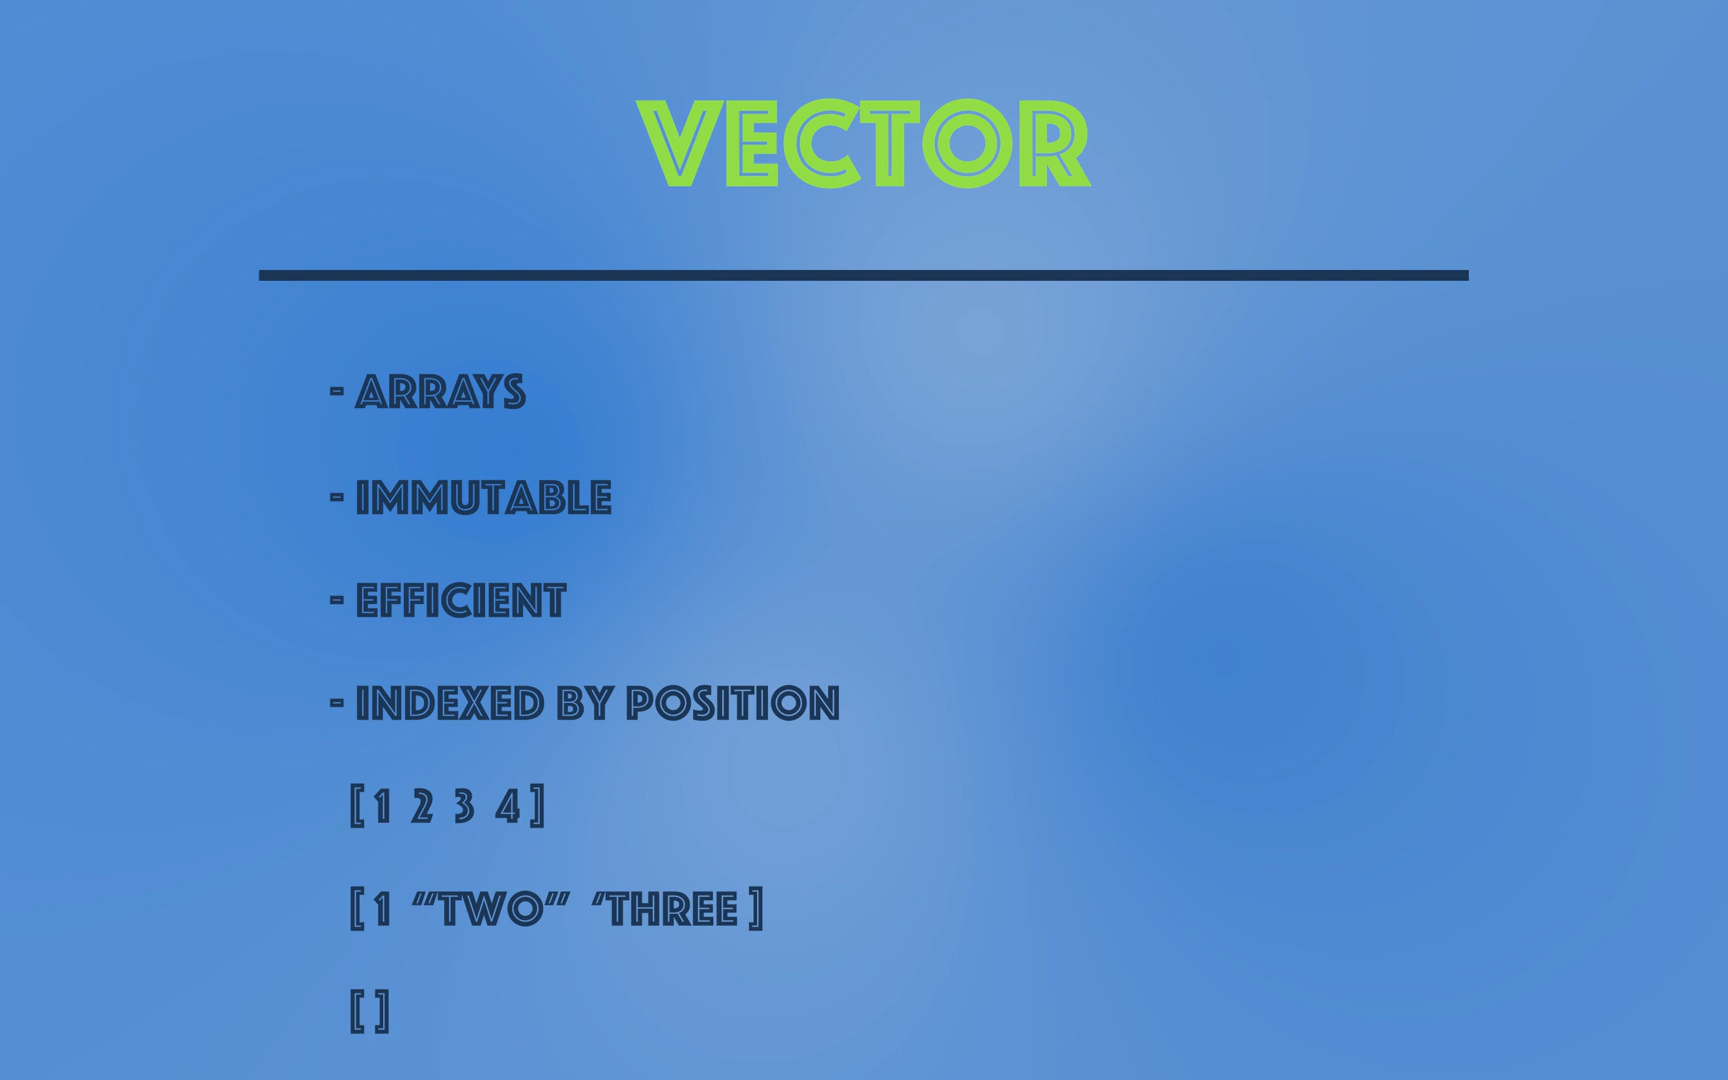 VECTOR
- ARRAYS
- IMMUTABLE
- EFFICIENT
- INDEXED BY POSITION
[ 1 2 3 4 ]
[ 1 “TWO” ‘THREE ]
[ ]